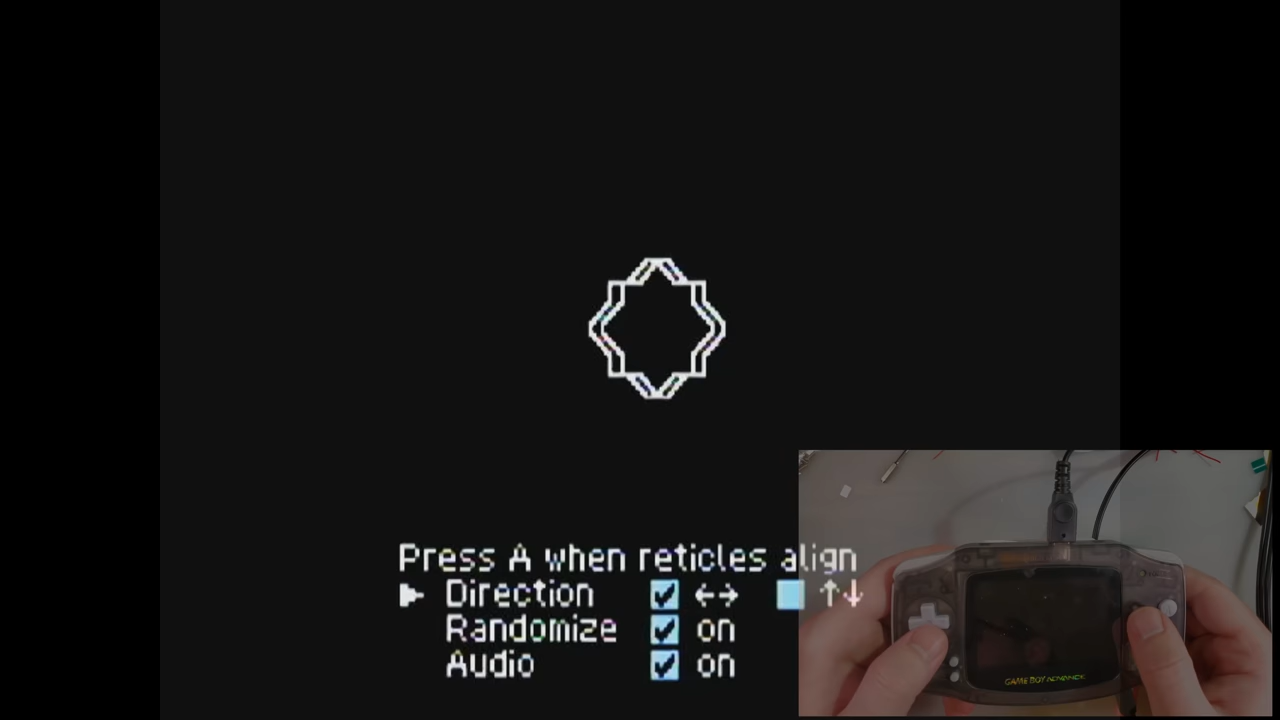 Press A when reticles align
► Direction ✓ ←→ ↑↓
Randomize ✓ on
Audio ✓ on
GAME BOY ADVANCE